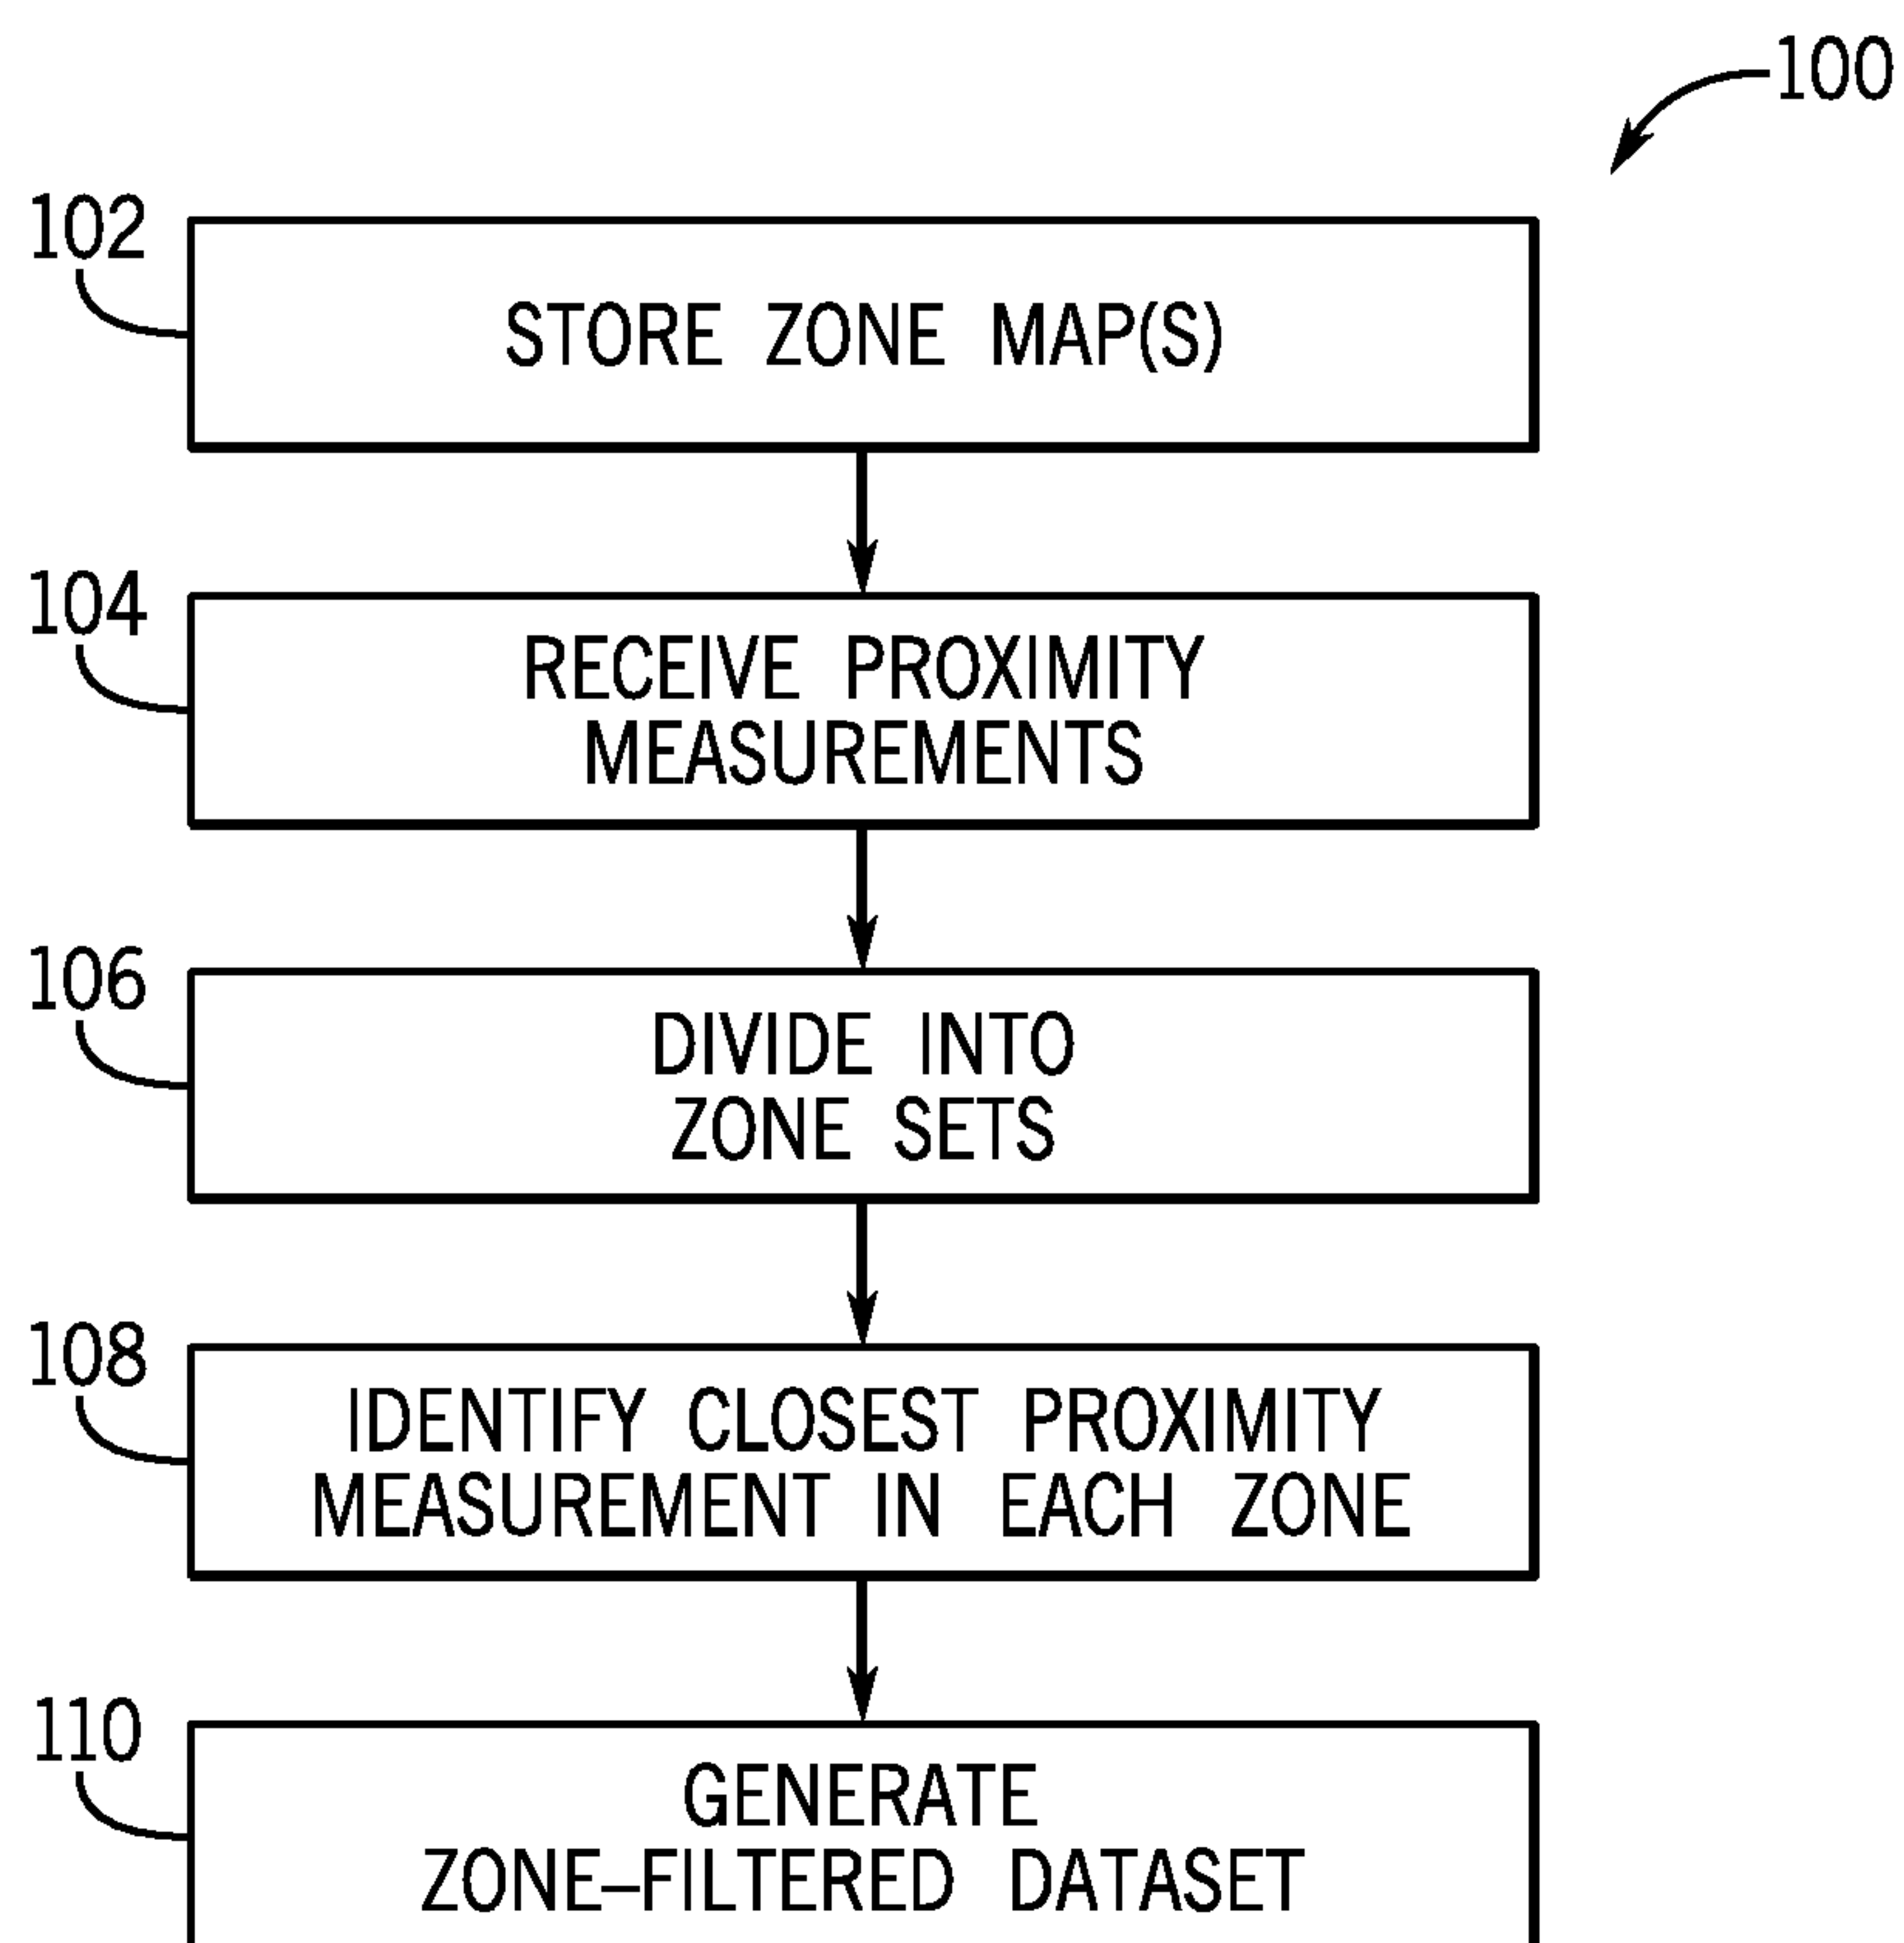 100
102
STORE ZONE MAP(S)
104
RECEIVE PROXIMITY
MEASUREMENTS
106
DIVIDE INTO
ZONE SETS
108
IDENTIFY CLOSEST PROXIMITY
MEASUREMENT IN EACH ZONE
110
GENERATE
ZONE–FILTERED DATASET